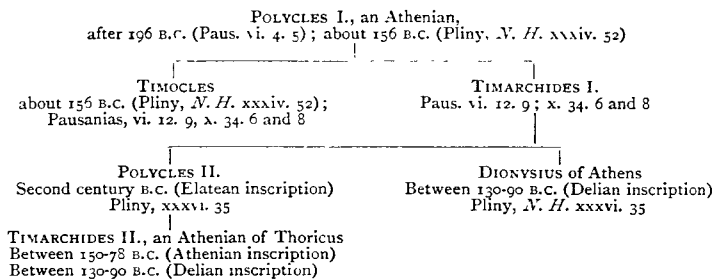 POLYCLES I., an Athenian,
after 196 B.C. (Paus. vi. 4. 5) ; about 156 B.C. (Pliny, N. H. xxxiv. 52)
TIMOCLES
about 156 B.C. (Pliny, N. H. xxxiv. 52) ;
Pausanias, vi. 12. 9, x. 34. 6 and 8
TIMARCHIDES I.
Paus. vi. 12. 9 ; x. 34. 6 and 8
POLYCLES II.
Second century B.C. (Elatean inscription)
Pliny, xxxvi. 35
DIONYSIUS of Athens
Between 130-90 B.C. (Delian inscription)
Pliny, N. H. xxxvi. 35
TIMARCHIDES II., an Athenian of Thoricus
Between 150-78 B.C. (Athenian inscription)
Between 130-90 B.C. (Delian inscription)